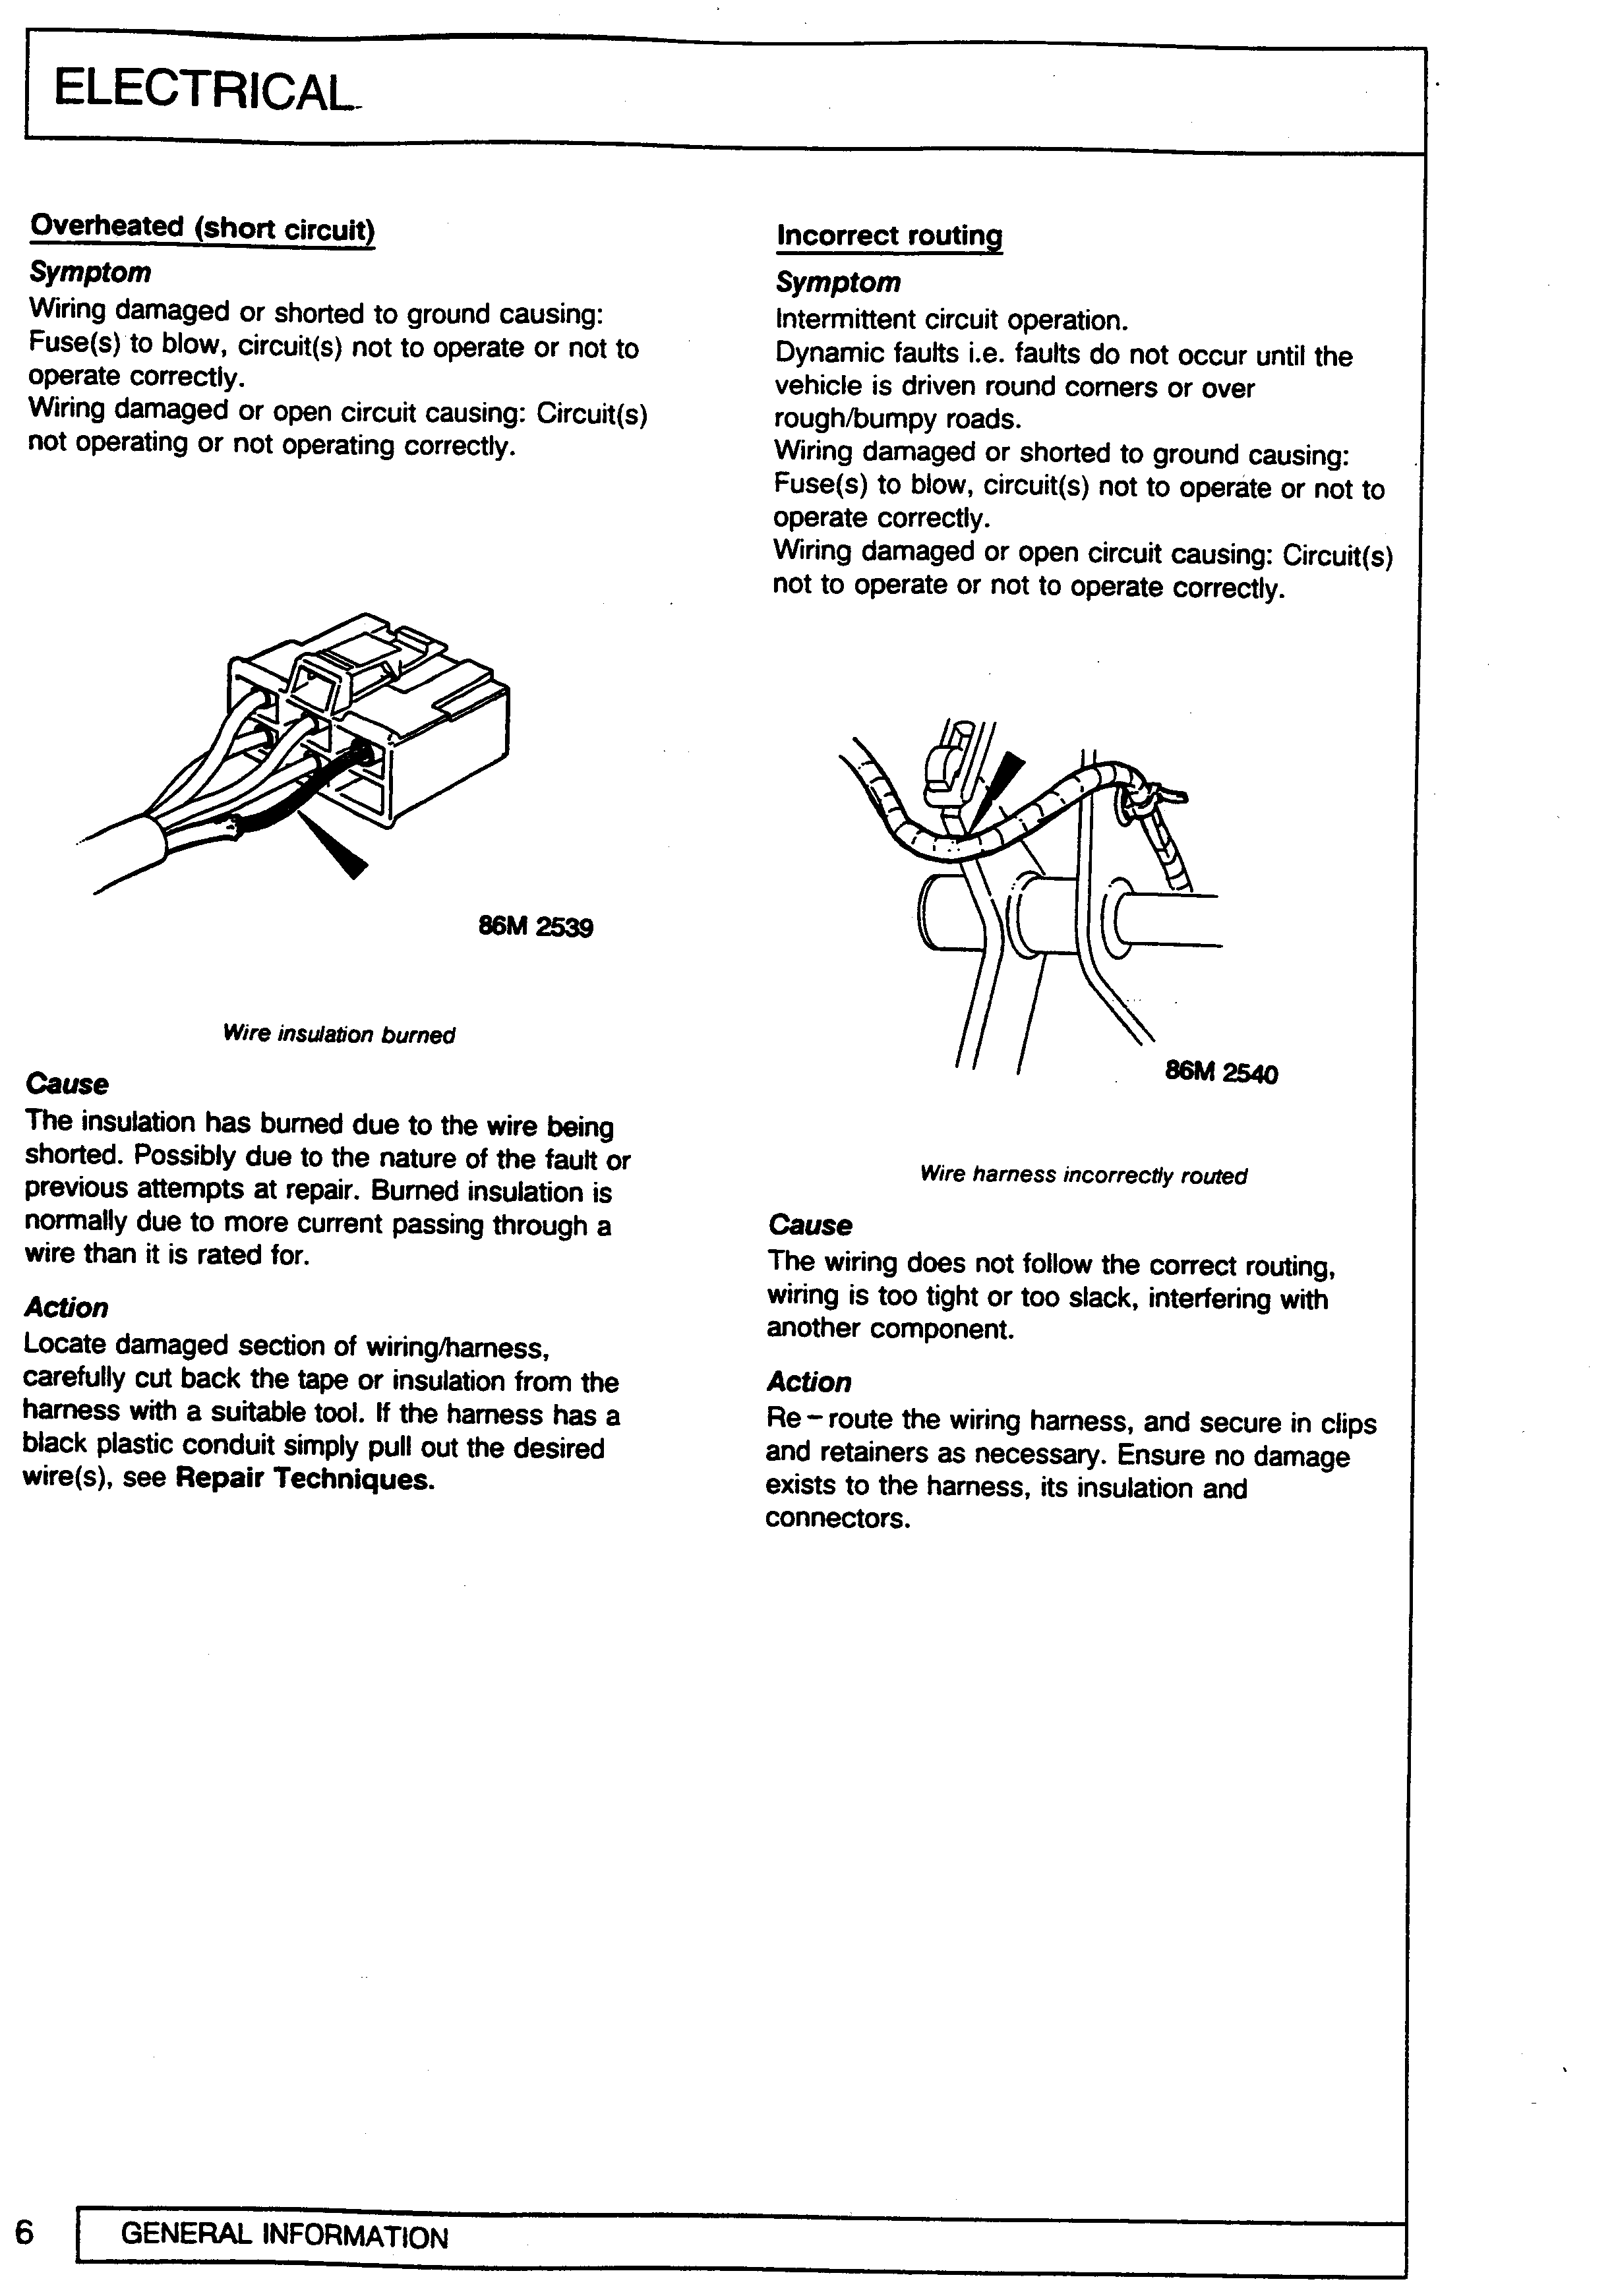 ELECTRICAL
Overheated (short circuit)
Symptom
Wiring damaged or shorted to ground causing:
Fuse(s) to blow, circuit(s) not to operate or not to
operate correctly.
Wiring damaged or open circuit causing: Circuit(s)
not operating or not operating correctly.
86M 2539
Wire insulation burned
Cause
The insulation has burned due to the wire being
shorted. Possibly due to the nature of the fault or
previous attempts at repair. Burned insulation is
normally due to more current passing through a
wire than it is rated for.
Action
Locate damaged section of wiring/harness,
carefully cut back the tape or insulation from the
harness with a suitable tool. If the harness has a
black plastic conduit simply pull out the desired
wire(s), see Repair Techniques.
Incorrect routing
Symptom
Intermittent circuit operation.
Dynamic faults i.e. faults do not occur until the
vehicle is driven round corners or over
rough/bumpy roads.
Wiring damaged or shorted to ground causing:
Fuse(s) to blow, circuit(s) not to operate or not to
operate correctly.
Wiring damaged or open circuit causing: Circuit(s)
not to operate or not to operate correctly.
86M 2540
Wire harness incorrectly routed
Cause
The wiring does not follow the correct routing,
wiring is too tight or too slack, interfering with
another component.
Action
Re-route the wiring harness, and secure in clips
and retainers as necessary. Ensure no damage
exists to the harness, its insulation and
connectors.
6
GENERAL INFORMATION